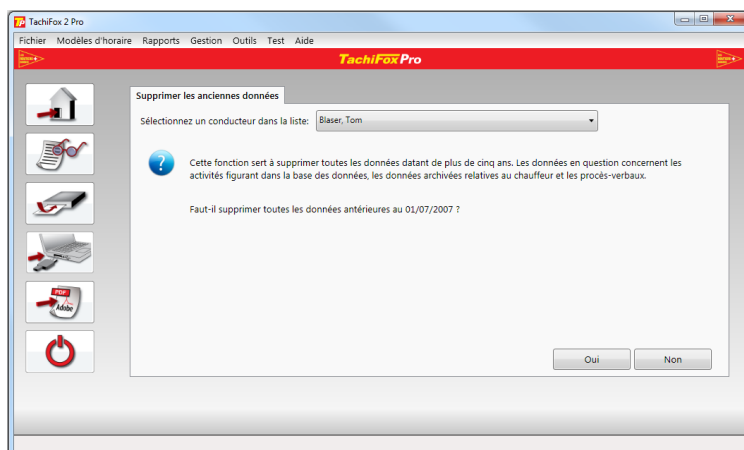 TachiFox 2 Pro
Fichier Modèles d'horaire Rapports Gestion Outils Test Aide
TachiFox Pro
Supprimer les anciennes données
Sélectionnez un conducteur dans la liste: Blaser, Tom
Cette fonction sert à supprimer toutes les données datant de plus de cinq ans. Les données en question concernent les
activités figurant dans la base des données, les données archivées relatives au chauffeur et les procès-verbaux.
Faut-il supprimer toutes les données antérieures au 01/07/2007 ?
PDF
Adobe
Oui Non